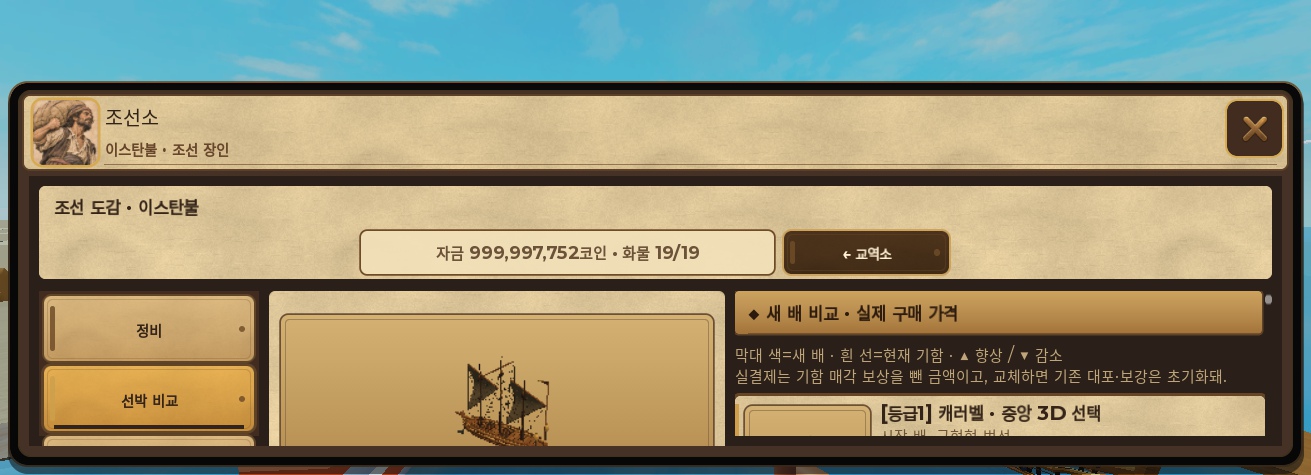 조선소
이스탄불 • 조선 장인
조선 도감 • 이스탄불
자금 999,997,752코인 • 화물 19/19
← 교역소
정비
선박 비교
◆ 새 배 비교 • 실제 구매 가격
막대 색=새 배 · 흰 선=현재 기함 · ▲ 향상 / ▼ 감소
실결제는 기함 매각 보상을 뺀 금액이고, 교체하면 기존 대포·보강은 초기화돼.
[등급1] 캐러벨 • 중앙 3D 선택